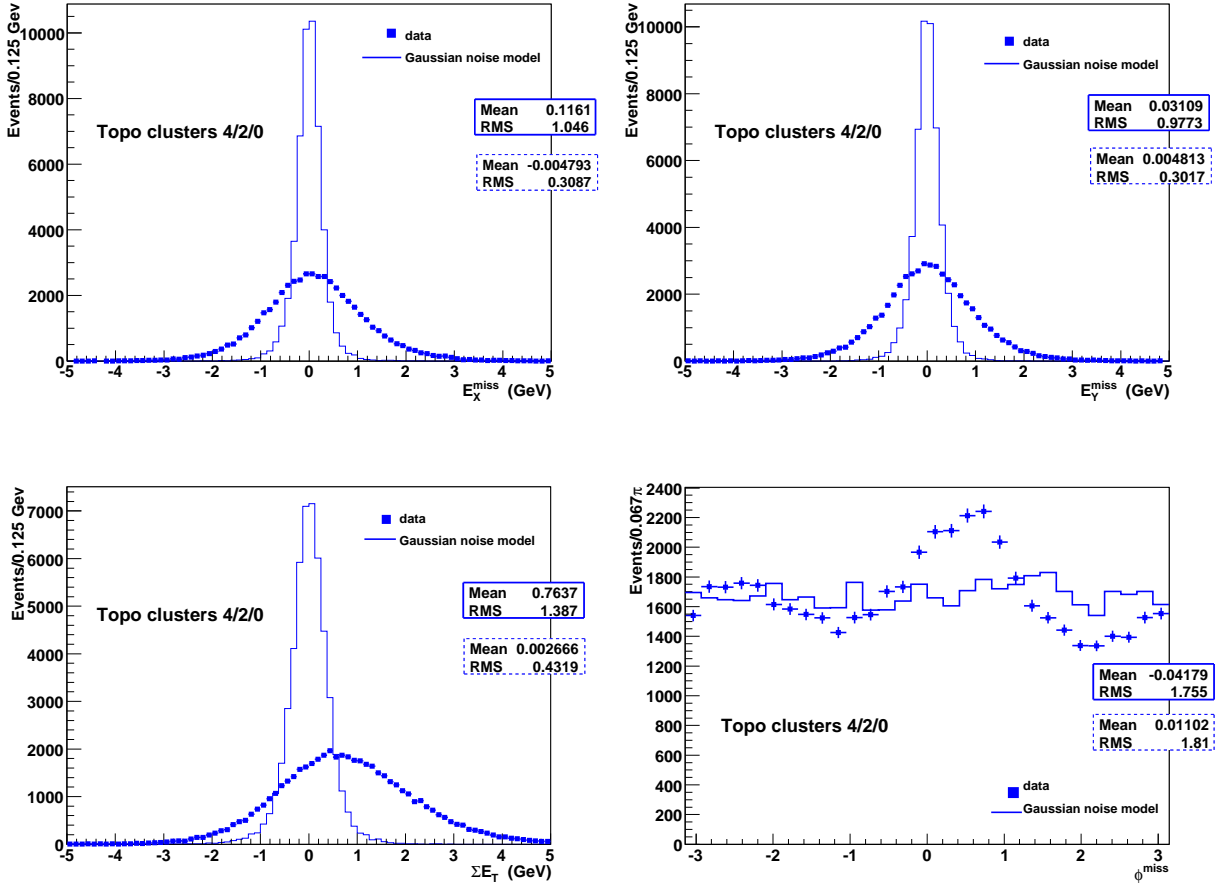 Events/0.125 Gev
10000
8000
6000
4000
2000
0
data
Gaussian noise model
Topo clusters 4/2/0
Mean 0.1161
RMS 1.046
Mean -0.004793
RMS 0.3087
-5 -4 -3 -2 -1 0 1 2 3 4 5
E_X^miss (GeV)
Events/0.125 Gev
10000
8000
6000
4000
2000
0
data
Gaussian noise model
Topo clusters 4/2/0
Mean 0.03109
RMS 0.9773
Mean 0.004813
RMS 0.3017
-5 -4 -3 -2 -1 0 1 2 3 4 5
E_Y^miss (GeV)
Events/0.125 Gev
7000
6000
5000
4000
3000
2000
1000
0
data
Gaussian noise model
Topo clusters 4/2/0
Mean 0.7637
RMS 1.387
Mean 0.002666
RMS 0.4319
-5 -4 -3 -2 -1 0 1 2 3 4 5
ΣE_T (GeV)
Events/0.067π
2400
2200
2000
1800
1600
1400
1200
1000
800
600
400
200
0
Mean -0.04179
RMS 1.755
Mean 0.01102
RMS 1.81
Topo clusters 4/2/0
data
Gaussian noise model
-3 -2 -1 0 1 2 3
ϕ^miss